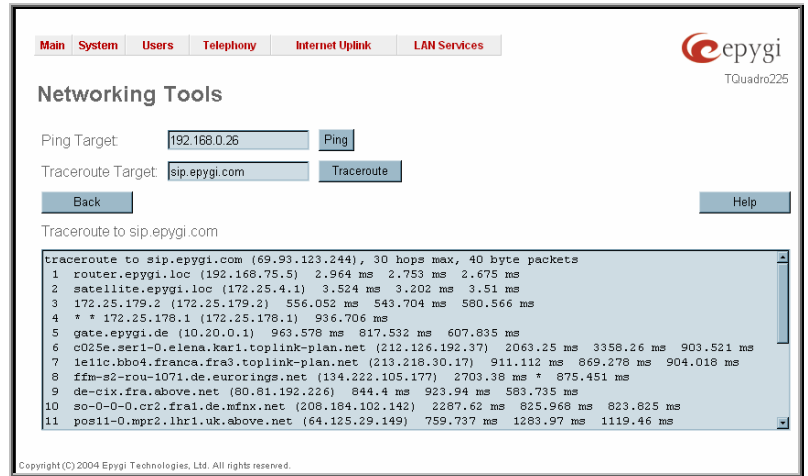 Main System Users Telephony Internet Uplink LAN Services
epygi
TQuadro225
Networking Tools
Ping Target: 192.168.0.26 Ping
Traceroute Target: sip.epygi.com Traceroute
Back Help
Traceroute to sip.epygi.com
traceroute to sip.epygi.com (69.93.123.244), 30 hops max, 40 byte packets
1 router.epygi.loc (192.168.75.5) 2.964 ms 2.753 ms 2.675 ms
2 satellite.epygi.loc (172.25.4.1) 3.524 ms 3.202 ms 3.51 ms
3 172.25.179.2 (172.25.179.2) 556.052 ms 543.704 ms 580.566 ms
4 * * 172.25.178.1 (172.25.178.1) 936.706 ms
5 gate.epygi.de (10.20.0.1) 963.578 ms 817.532 ms 607.835 ms
6 c025e.ser1-0.elena.kar1.toplink-plan.net (212.126.192.37) 2063.25 ms 3358.26 ms 903.521 ms
7 1e11c.bbo4.franca.fra3.toplink-plan.net (213.218.30.17) 911.112 ms 869.278 ms 904.018 ms
8 ffm-s2-rou-1071.de.eurorings.net (134.222.105.177) 2703.38 ms * 875.451 ms
9 de-cix.fra.above.net (80.81.192.226) 844.4 ms 923.94 ms 583.735 ms
10 so-0-0-0.cr2.fra1.de.mfnx.net (208.184.102.142) 2287.62 ms 825.968 ms 823.825 ms
11 pos11-0.mpr2.lhr1.uk.above.net (64.125.29.149) 759.737 ms 1283.97 ms 1119.46 ms
Copyright (C) 2004 Epygi Technologies, Ltd. All rights reserved.